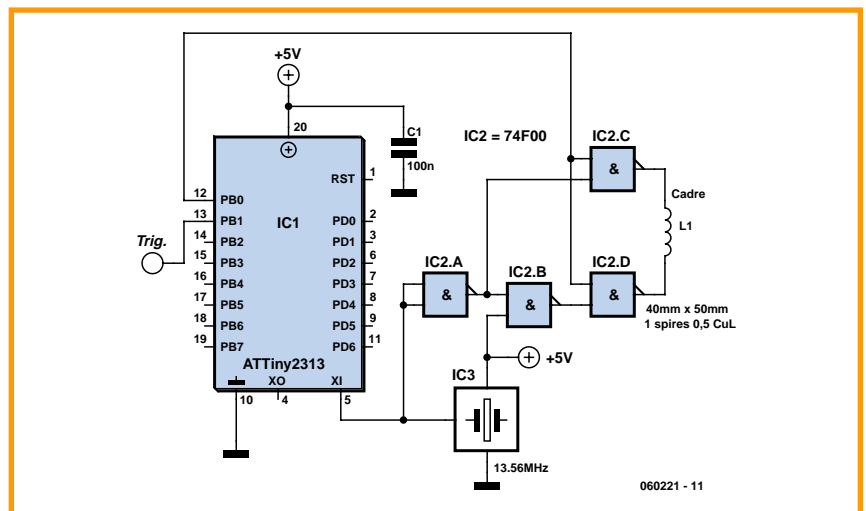 +5V
20
C1
100n
IC2 = 74F00
IC2.C
&
Cadre
L1
RST
1
12
PB0
13
PB1
IC1
PD0
2
Trig.
14
PB2
PD1
3
15
PB3
PD2
6
16
PB4
PD3
7
17
PB5
PD4
8
18
PB6
PD5
9
19
PB7
PD6
11
ATTiny2313
XO
XI
10
4
5
IC2.A
&
IC2.B
&
IC2.D
&
40mm x 50mm
1 spires 0,5 CuL
+5V
IC3
13.56MHz
060221 - 11